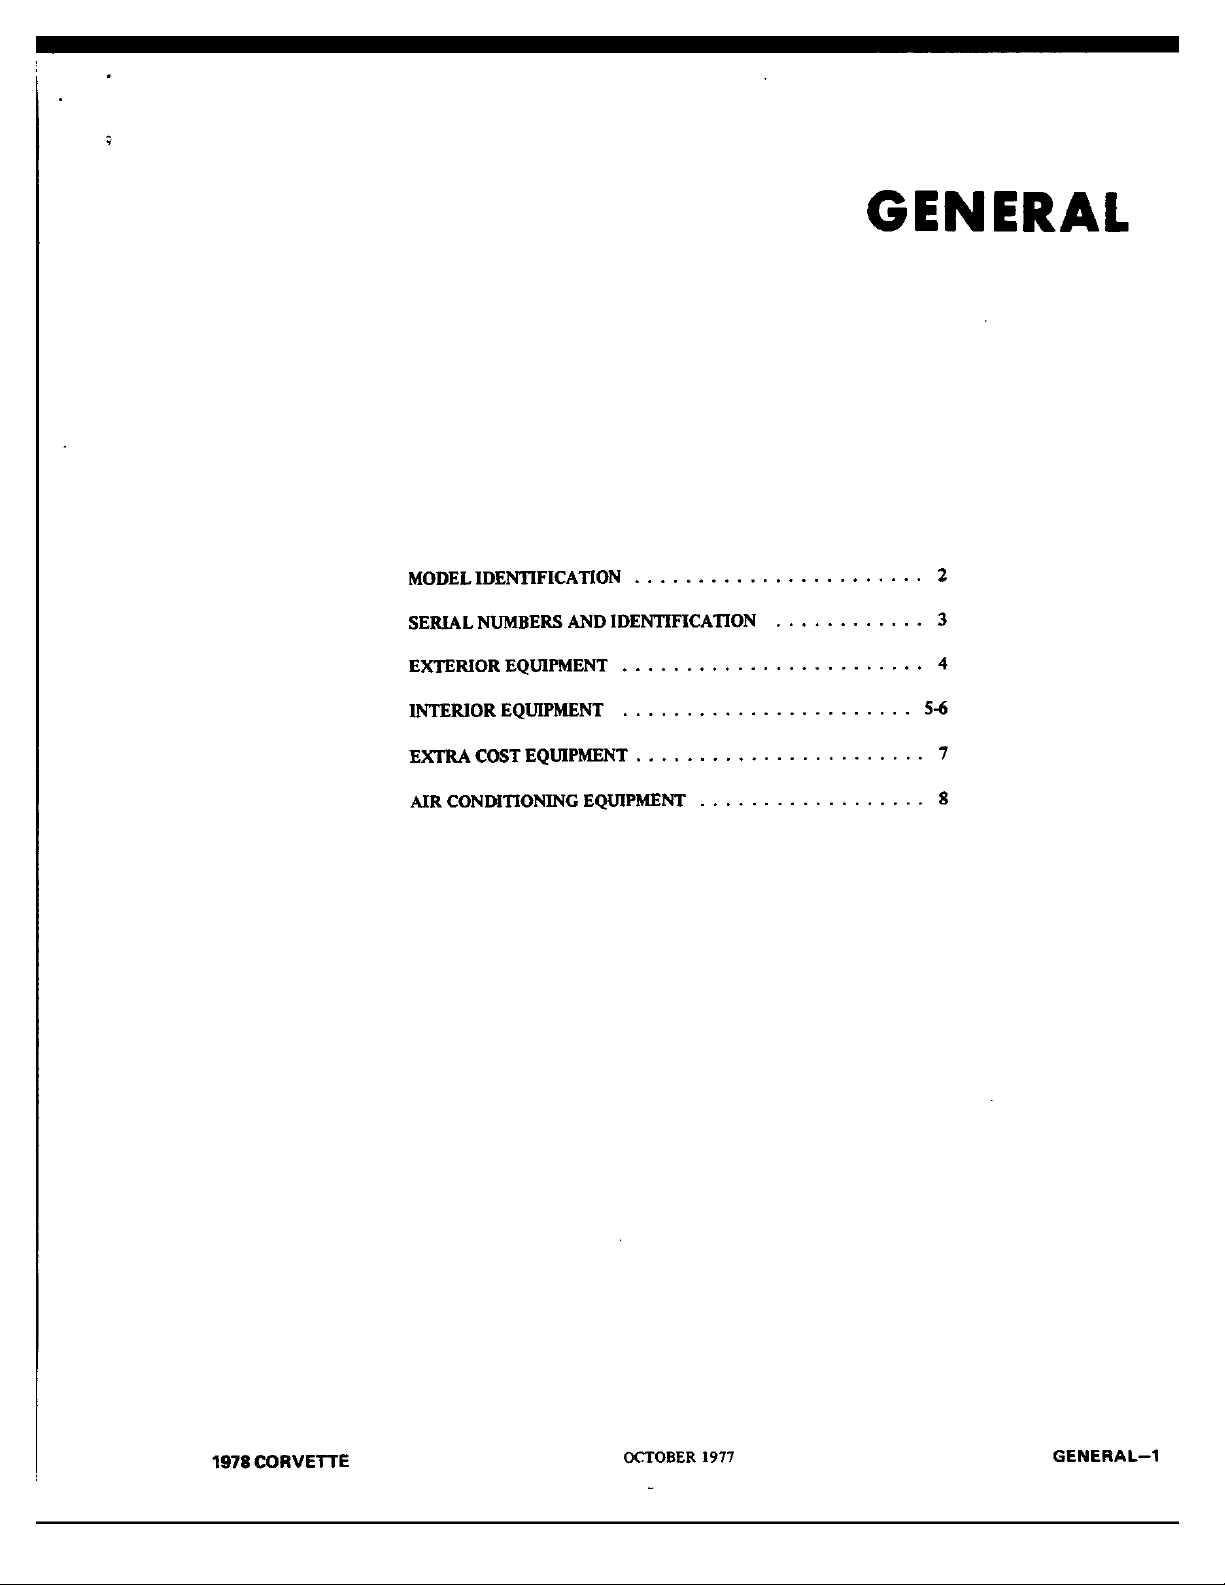 GENERAL
MODEL IDENTIFICATION ....................... 2
SERIAL NUMBERS AND IDENTIFICATION ............ 3
EXTERIOR EQUIPMENT ........................ 4
INTERIOR EQUIPMENT ....................... 5-6
EXTRA COST EQUIPMENT ....................... 7
AIR CONDITIONING EQUIPMENT .................. 8
1978 CORVETTE OCTOBER 1977 GENERAL—1